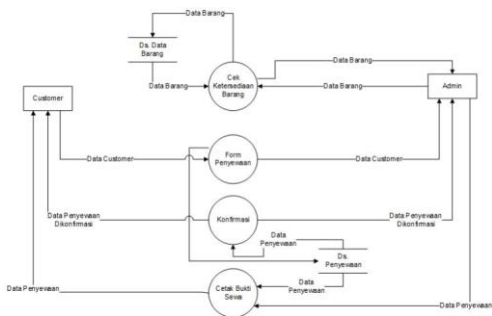 Data Barang
Ds. Data
Barang
Data Barang
Data Barang
Cek
Ketersediaan
Barang
Data Barang
Customer
Admin
Data Customer
Form
Penyewaan
Data Customer
Data Penyewaan
Dikonfirmasi
Konfirmasi
Data Penyewaan
Dikonfirmasi
Data
Penyewaan
Ds.
Penyewaan
Data
Penyewaan
Data Penyewaan
Cetak Bukti
Sewa
Data Penyewaan